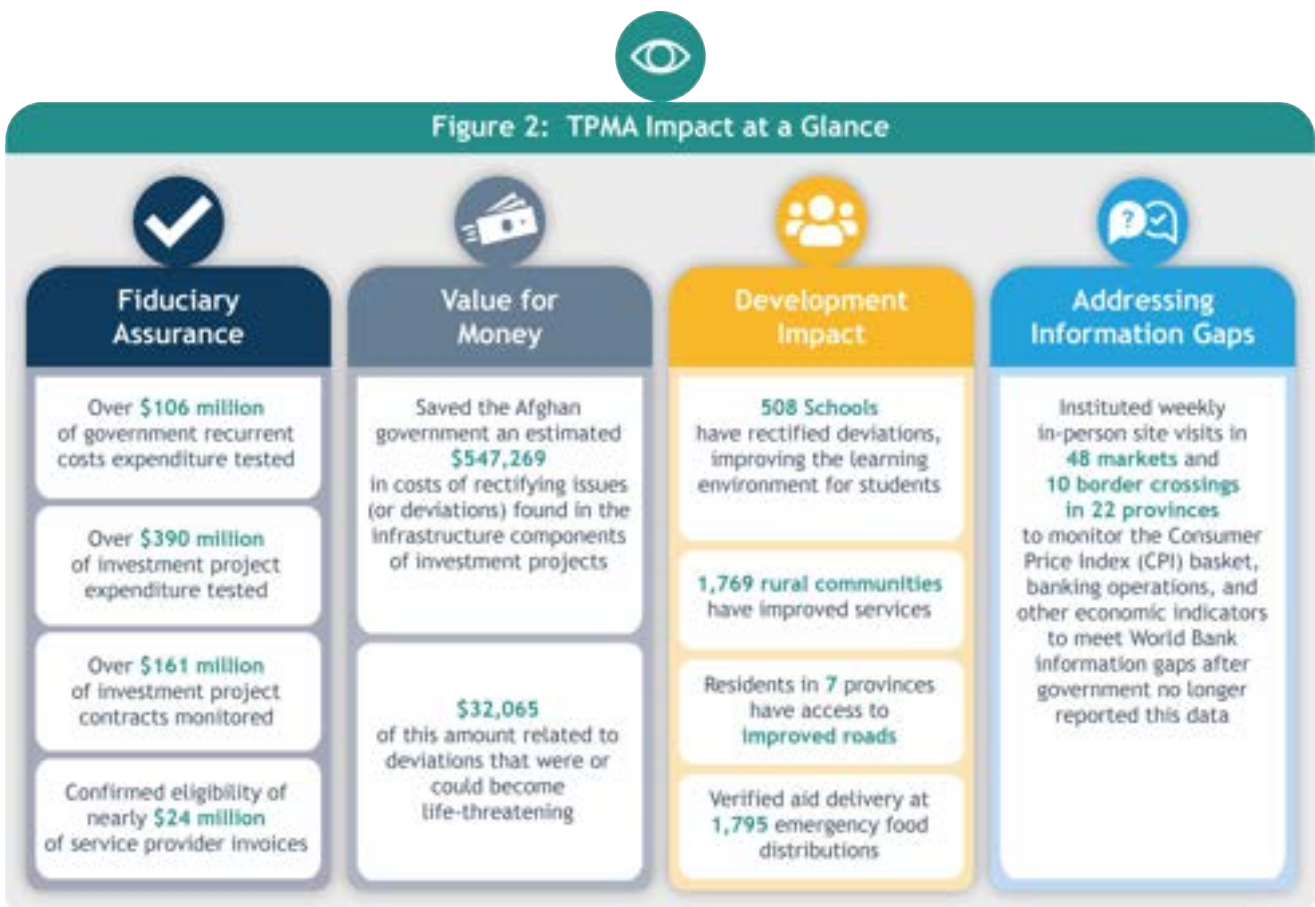 Figure 2: TPMA Impact at a Glance
Fiduciary
Assurance
Over $106 million
of government recurrent
costs expenditure tested
Over $390 million
of investment project
expenditure tested
Over $161 million
of investment project
contracts monitored
Confirmed eligibility of
nearly $24 million
of service provider invoices
Value for
Money
Saved the Afghan
government an estimated
$547,269
in costs of rectifying issues
(or deviations) found in the
infrastructure components
of investment projects
$32,065
of this amount related to
deviations that were or
could become
life-threatening
Development
Impact
508 Schools
have rectified deviations,
improving the learning
environment for students
1,769 rural communities
have improved services
Residents in 7 provinces
have access to
improved roads
Verified aid delivery at
1,795 emergency food
distributions
Addressing
Information Gaps
Instituted weekly
in-person site visits in
48 markets and
10 border crossings
in 22 provinces
to monitor the Consumer
Price Index (CPI) basket,
banking operations, and
other economic indicators
to meet World Bank
information gaps after
government no longer
reported this data